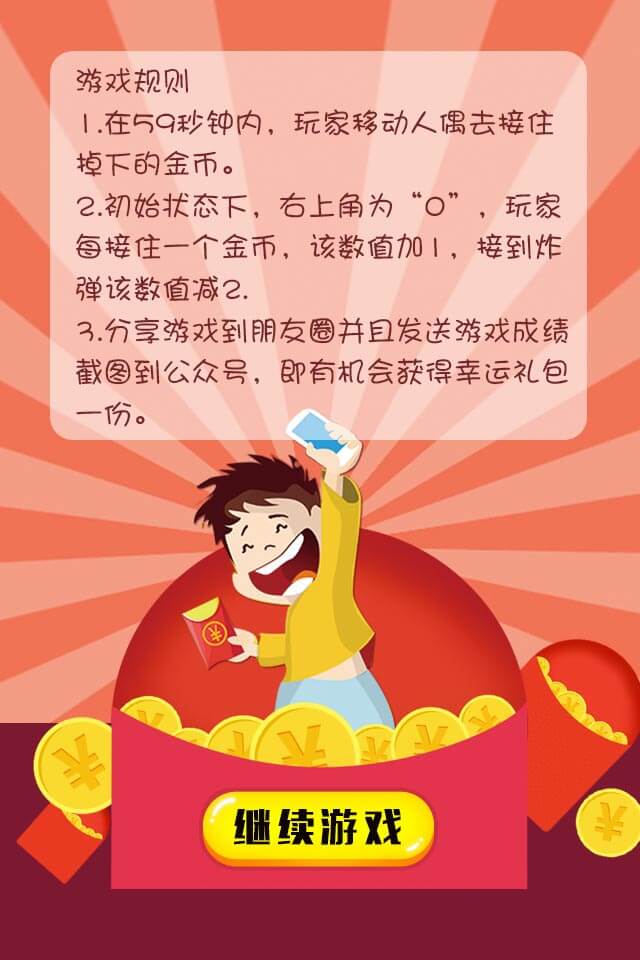 游戏规则
1.在59秒钟内，玩家移动人偶去接住
掉下的金币。
2.初始状态下，右上角为“0”，玩家
每接住一个金币，该数值加1，接到炸
弹该数值减2.
3.分享游戏到朋友圈并且发送游戏成绩
截图到公众号，即有机会获得幸运礼包
一份。
¥
¥
¥
¥
¥
¥
¥
¥
继续游戏